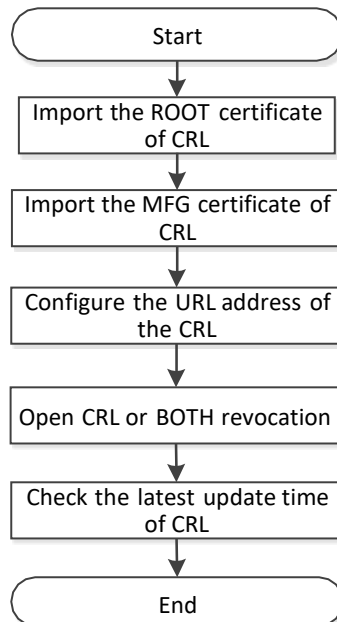 Start
Import the ROOT certificate
of CRL
Import the MFG certificate of
CRL
Configure the URL address of
the CRL
Open CRL or BOTH revocation
Check the latest update time
of CRL
End